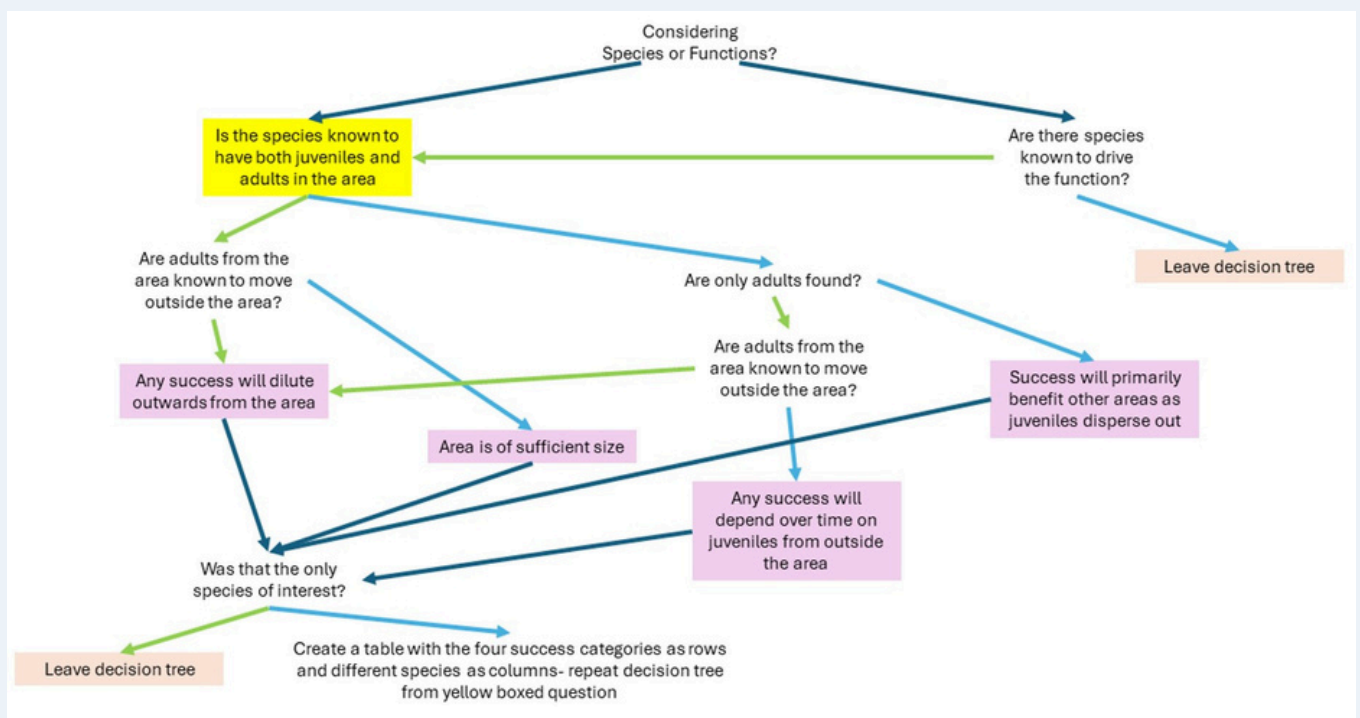 Considering
Species or Functions?
Is the species known to
have both juveniles and
adults in the area
Are there species
known to drive
the function?
Are adults from the
area known to move
outside the area?
Are only adults found?
Leave decision tree
Are adults from the
area known to move
outside the area?
Any success will dilute
outwards from the area
Success will primarily
benefit other areas as
juveniles disperse out
Area is of sufficient size
Any success will
depend over time on
juveniles from outside
the area
Was that the only
species of interest?
Leave decision tree
Create a table with the four success categories as rows
and different species as columns- repeat decision tree
from yellow boxed question